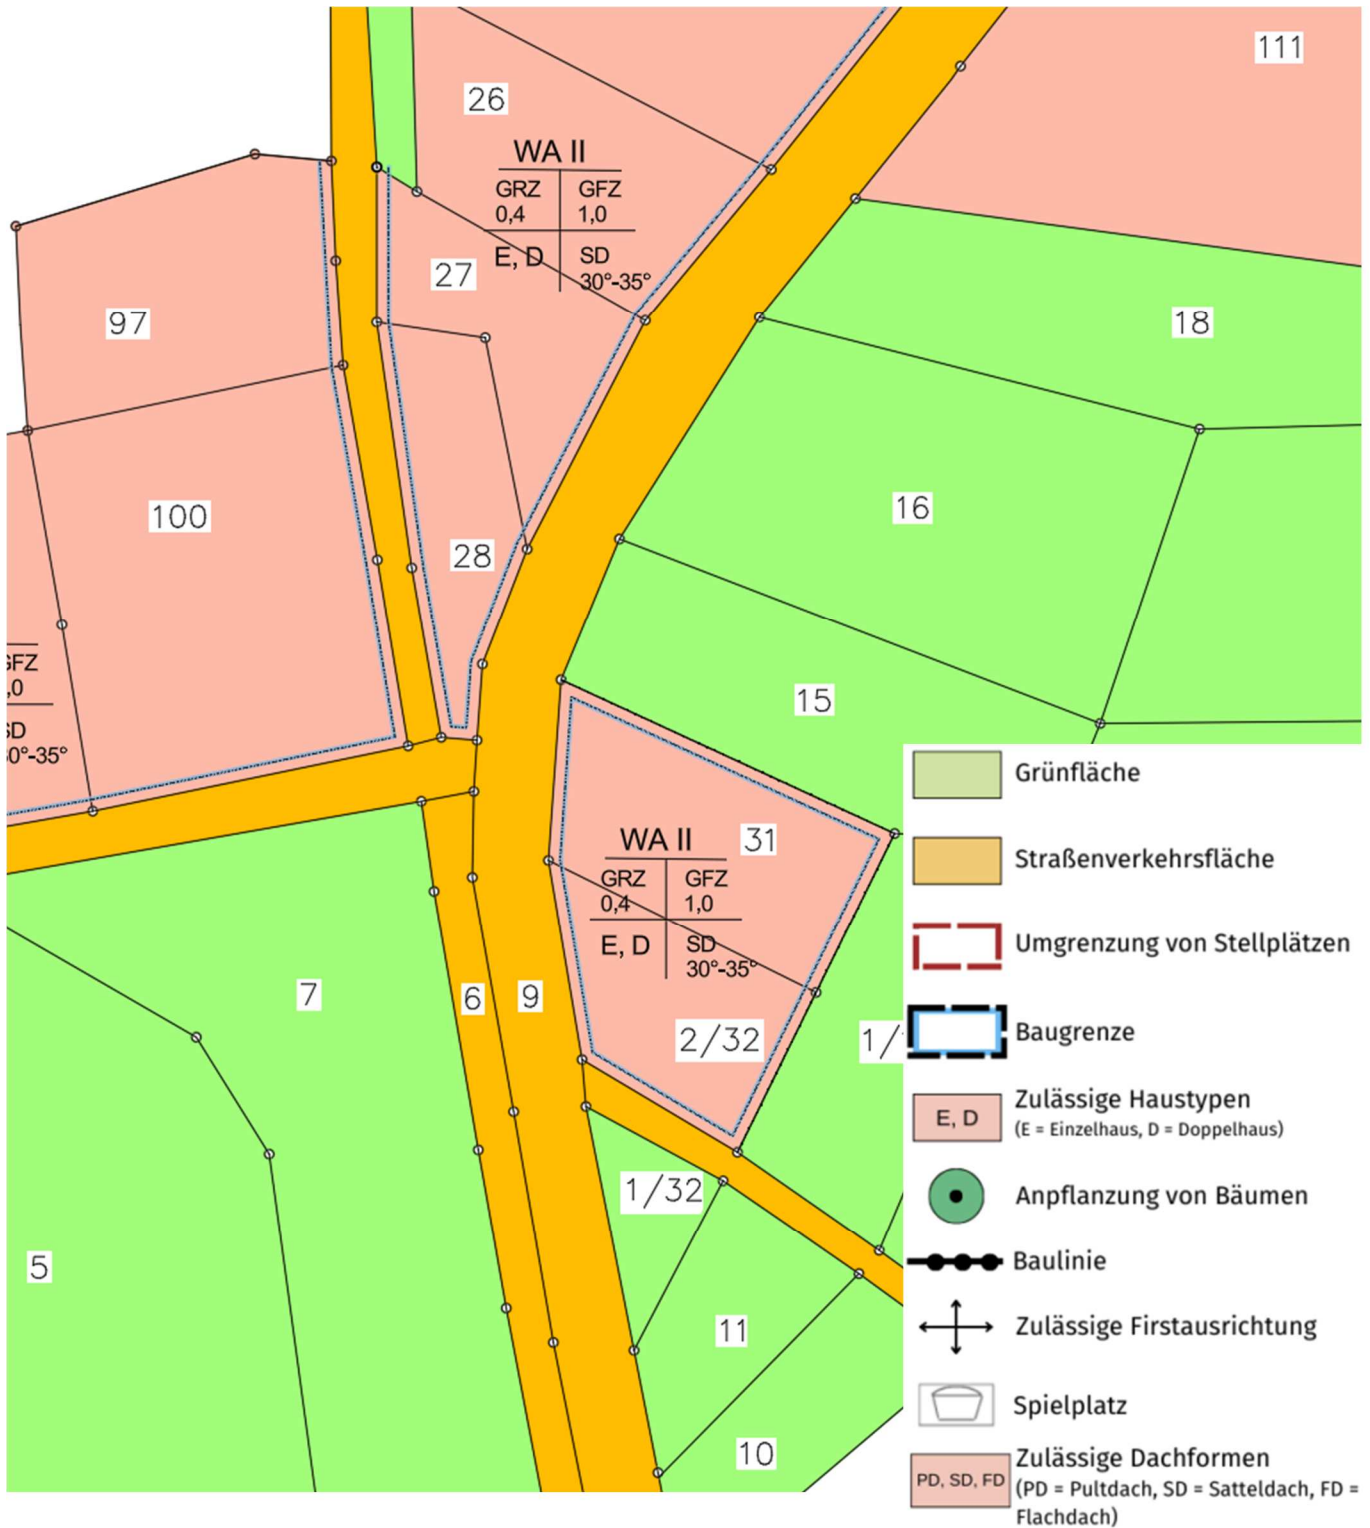 111
26
WA II
GRZ GFZ
0,4 1,0
E, D SD
30°-35°
27
97
18
100
16
28
GFZ
,0
SD
0°-35°
15
31
WA II
GRZ GFZ
0,4 1,0
E, D SD
30°-35°
7
6
9
2/32
1/
1/32
5
11
10
Grünfläche
Straßenverkehrsfläche
Umgrenzung von Stellplätzen
Baugrenze
E, D
Zulässige Haustypen
(E = Einzelhaus, D = Doppelhaus)
Anpflanzung von Bäumen
Baulinie
Zulässige Firstausrichtung
Spielplatz
PD, SD, FD
Zulässige Dachformen
(PD = Pultdach, SD = Satteldach, FD =
Flachdach)